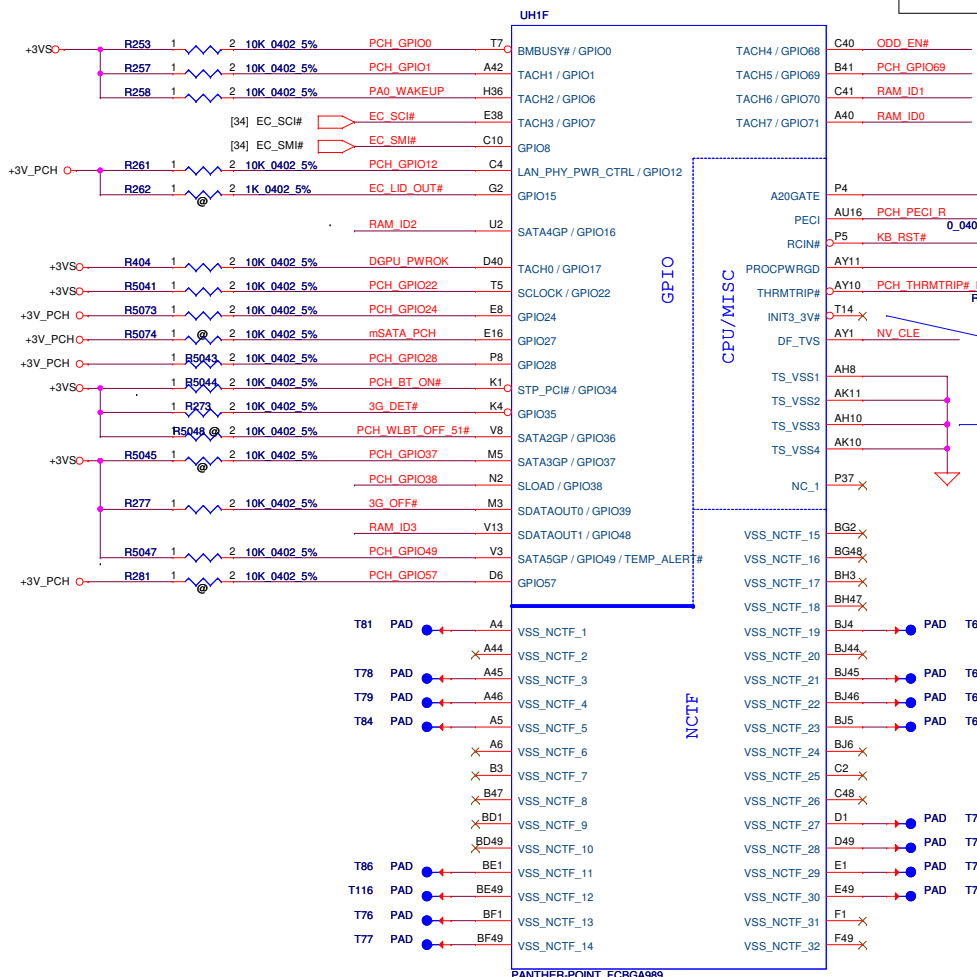 UH1F
+3VS R253 1 2 10K_0402_5% PCH_GPIO0 T7 BMBUSY# / GPIO0 TACH4 / GPIO68 C40 ODD_EN#
R257 1 2 10K_0402_5% PCH_GPIO1 A42 TACH1 / GPIO1 TACH5 / GPIO69 B41 PCH_GPIO69
R258 1 2 10K_0402_5% PA0_WAKEUP H36 TACH2 / GPIO6 TACH6 / GPIO70 C41 RAM_ID1
[34] EC_SCI# EC_SCI# E38 TACH3 / GPIO7 TACH7 / GPIO71 A40 RAM_ID0
[34] EC_SMI# EC_SMI# C10 GPIO8
+3V_PCH R261 1 2 10K_0402_5% PCH_GPIO12 C4 LAN_PHY_PWR_CTRL / GPIO12
R262 1 2 1K_0402_5% EC_LID_OUT# G2 GPIO15 A20GATE P4
@
PECI AU16 PCH_PECI_R
0_040
RAM_ID2 U2 SATA4GP / GPIO16
RCIN# P5 KB_RST#
+3VS R404 1 2 10K_0402_5% DGPU_PWROK D40 TACH0 / GPIO17 PROCPWRGD AY11
GPIO
CPU/MISC
+3VS R5041 1 2 10K_0402_5% PCH_GPIO22 T5 SCLOCK / GPIO22 THRMTRIP# AY10 PCH_THRMTRIP#_
R
+3V_PCH R5073 1 2 10K_0402_5% PCH_GPIO24 E8 GPIO24 INIT3_3V# T14
+3V_PCH R5074 1 @ 2 10K_0402_5% mSATA_PCH E16 GPIO27 DF_TVS AY1 NV_CLE
+3V_PCH R5043 1 2 10K_0402_5% PCH_GPIO28 P8 GPIO28
TS_VSS1 AH8
+3VS R5044 1 2 10K_0402_5% PCH_BT_ON# K1 STP_PCI# / GPIO34
TS_VSS2 AK11
R273 1 2 10K_0402_5% 3G_DET# K4 GPIO35
TS_VSS3 AH10
R5048 @ 2 10K_0402_5% PCH_WLBT_OFF_51# V8 SATA2GP / GPIO36
TS_VSS4 AK10
+3VS R5045 1 2 10K_0402_5% PCH_GPIO37 M5 SATA3GP / GPIO37
@
PCH_GPIO38 N2 SLOAD / GPIO38 NC_1 P37
R277 1 2 10K_0402_5% 3G_OFF# M3 SDATAOUT0 / GPIO39
RAM_ID3 V13 SDATAOUT1 / GPIO48 VSS_NCTF_15 BG2
R5047 1 2 10K_0402_5% PCH_GPIO49 V3 SATA5GP / GPIO49 / TEMP_ALERT# VSS_NCTF_16 BG48
+3V_PCH R281 1 2 10K_0402_5% PCH_GPIO57 D6 GPIO57 VSS_NCTF_17 BH3
@
VSS_NCTF_18 BH47
T81 PAD A4 VSS_NCTF_1 VSS_NCTF_19 BJ4 PAD T6
A44 VSS_NCTF_2 VSS_NCTF_20 BJ44
T78 PAD A45 VSS_NCTF_3 VSS_NCTF_21 BJ45 PAD T6
T79 PAD A46 VSS_NCTF_4 VSS_NCTF_22 BJ46 PAD T6
NCTF
T84 PAD A5 VSS_NCTF_5 VSS_NCTF_23 BJ5 PAD T6
A6 VSS_NCTF_6 VSS_NCTF_24 BJ6
B3 VSS_NCTF_7 VSS_NCTF_25 C2
B47 VSS_NCTF_8 VSS_NCTF_26 C48
BD1 VSS_NCTF_9 VSS_NCTF_27 D1 PAD T7
BD49 VSS_NCTF_10 VSS_NCTF_28 D49 PAD T7
T86 PAD BE1 VSS_NCTF_11 VSS_NCTF_29 E1 PAD T7
T116 PAD BE49 VSS_NCTF_12 VSS_NCTF_30 E49 PAD T7
T76 PAD BF1 VSS_NCTF_13 VSS_NCTF_31 F1
T77 PAD BF49 VSS_NCTF_14 VSS_NCTF_32 F49
PANTHER-POINT_FCBGA989